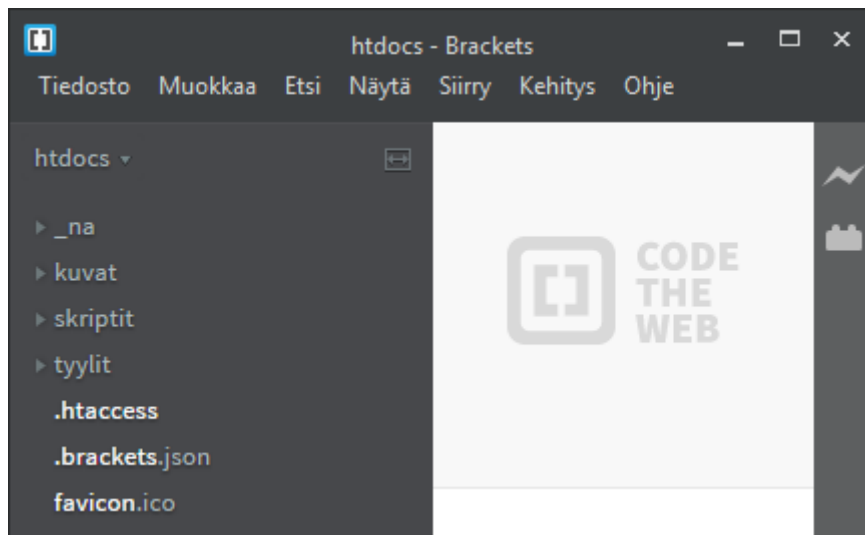 htdocs - Brackets
Tiedosto Muokkaa Etsi Näytä Siirry Kehitys Ohje
htdocs
_na
kuvat
skriptit
tyylit
.htaccess
.brackets.json
favicon.ico
CODE
THE
WEB